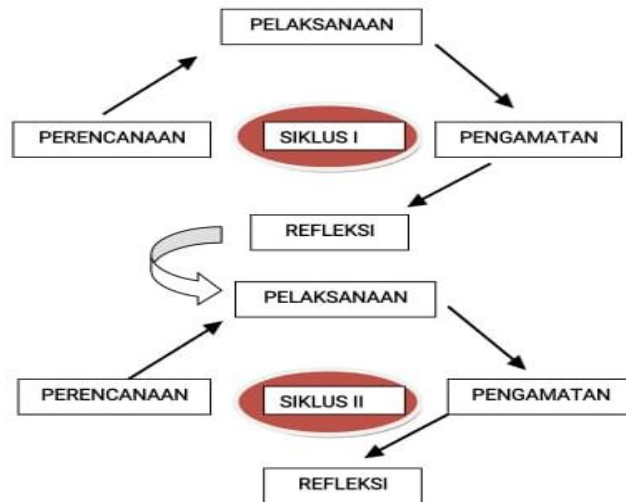 PELAKSANAAN
PERENCANAAN
SIKLUS I
PENGAMATAN
REFLEKSI
PELAKSANAAN
PERENCANAAN
SIKLUS II
PENGAMATAN
REFLEKSI